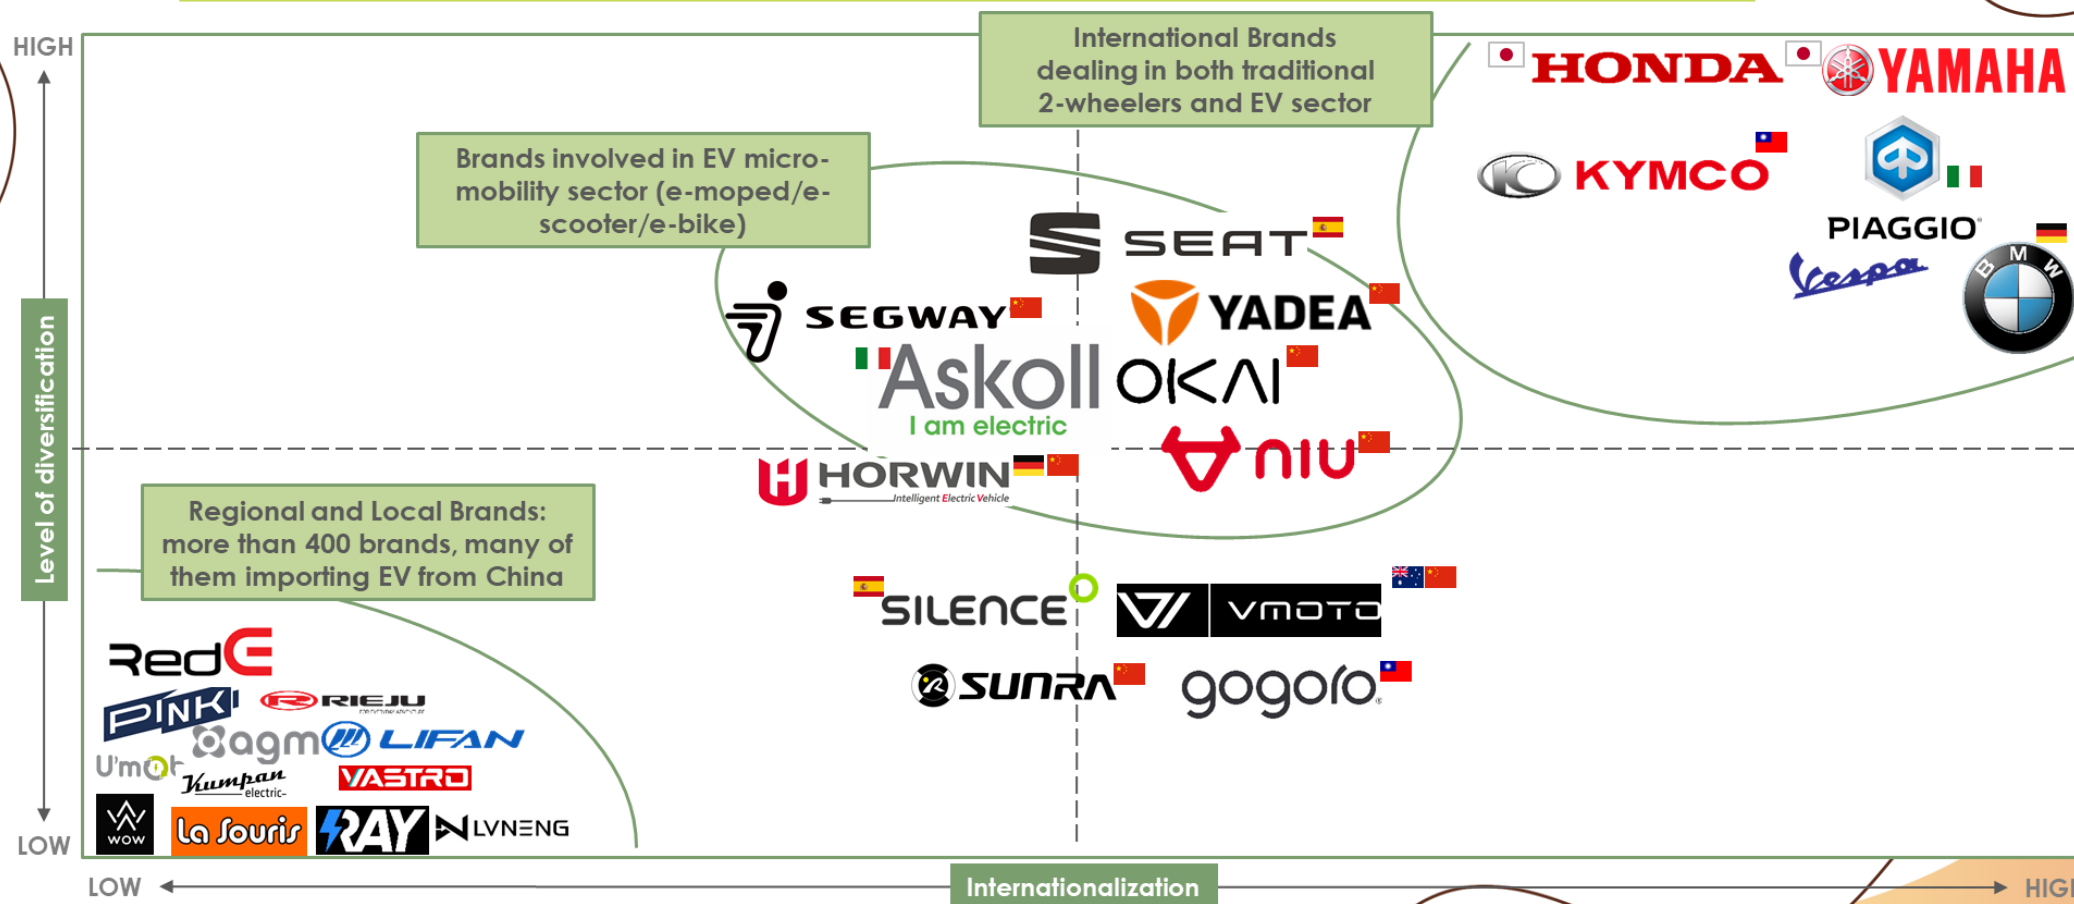 HIGH
International Brands
dealing in both traditional
2-wheelers and EV sector
HONDA
YAMAHA
Brands involved in EV micro-
mobility sector (e-moped/e-
scooter/e-bike)
KYMCO
PIAGGIO
Vespa
BMW
SEAT
SEGWAY
YADEA
Askoll
I am electric
OKAI
HORWIN
Intelligent Electric Vehicle
niu
Level of diversification
Regional and Local Brands:
more than 400 brands, many of
them importing EV from China
SILENCE
VMOTO
SUNRA
gogoro
RedE
PINK
RIEJU
agm
LIFAN
U'mot
Kumpan
electric
VASTRO
WOW
La Souris
RAY
LVNENG
LOW
LOW
Internationalization
HIGH